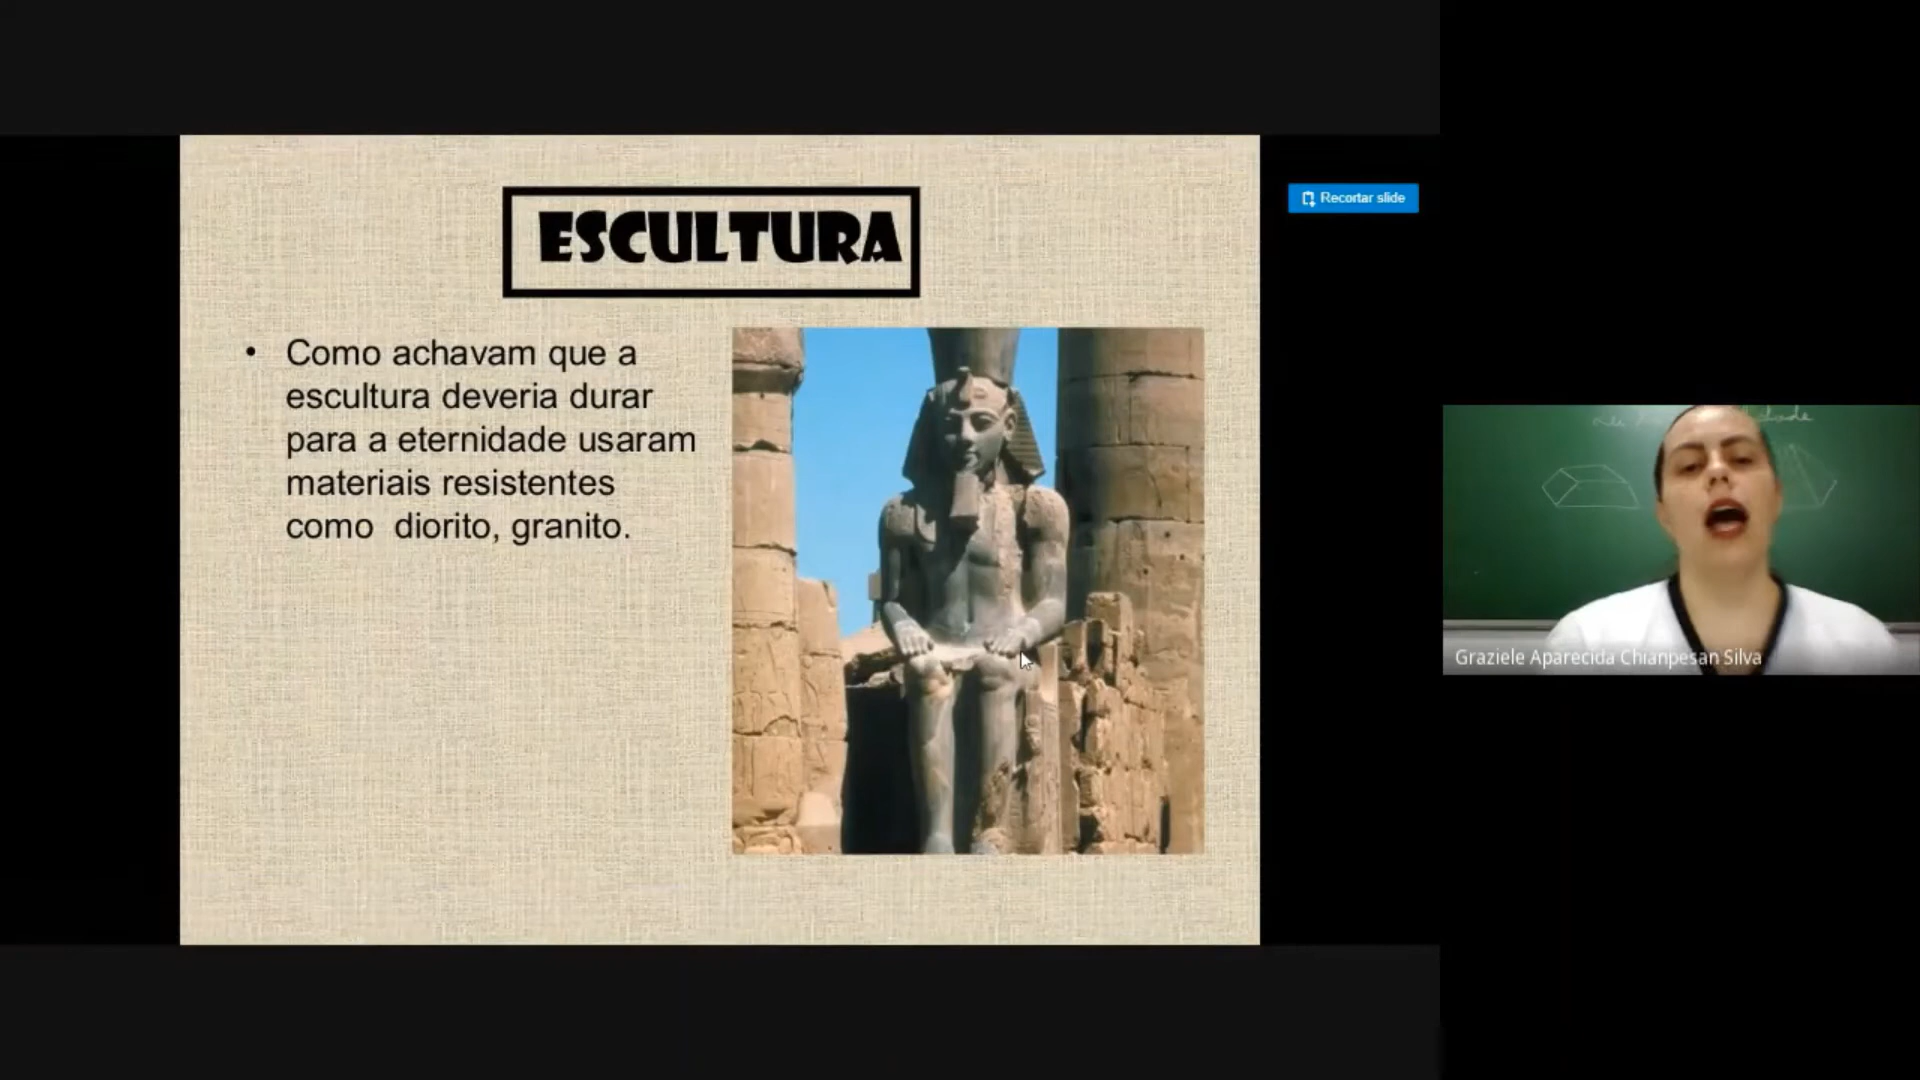 ESCULTURA
Recortar slide
• Como achavam que a
escultura deveria durar
para a eternidade usaram
materiais resistentes
como diorito, granito.
Graziele Aparecida Chianpesan Silva